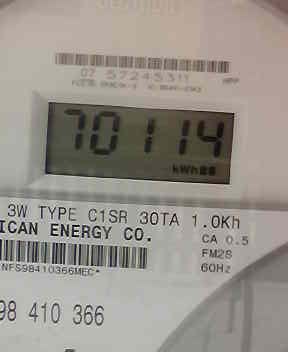 07 57245311
70114
kWh
3W TYPE C1SR 30TA 1.0Kh
ICAN ENERGY CO.
CA 0.5
FM2S
60Hz
*NFS98410366MEC*
98 410 366